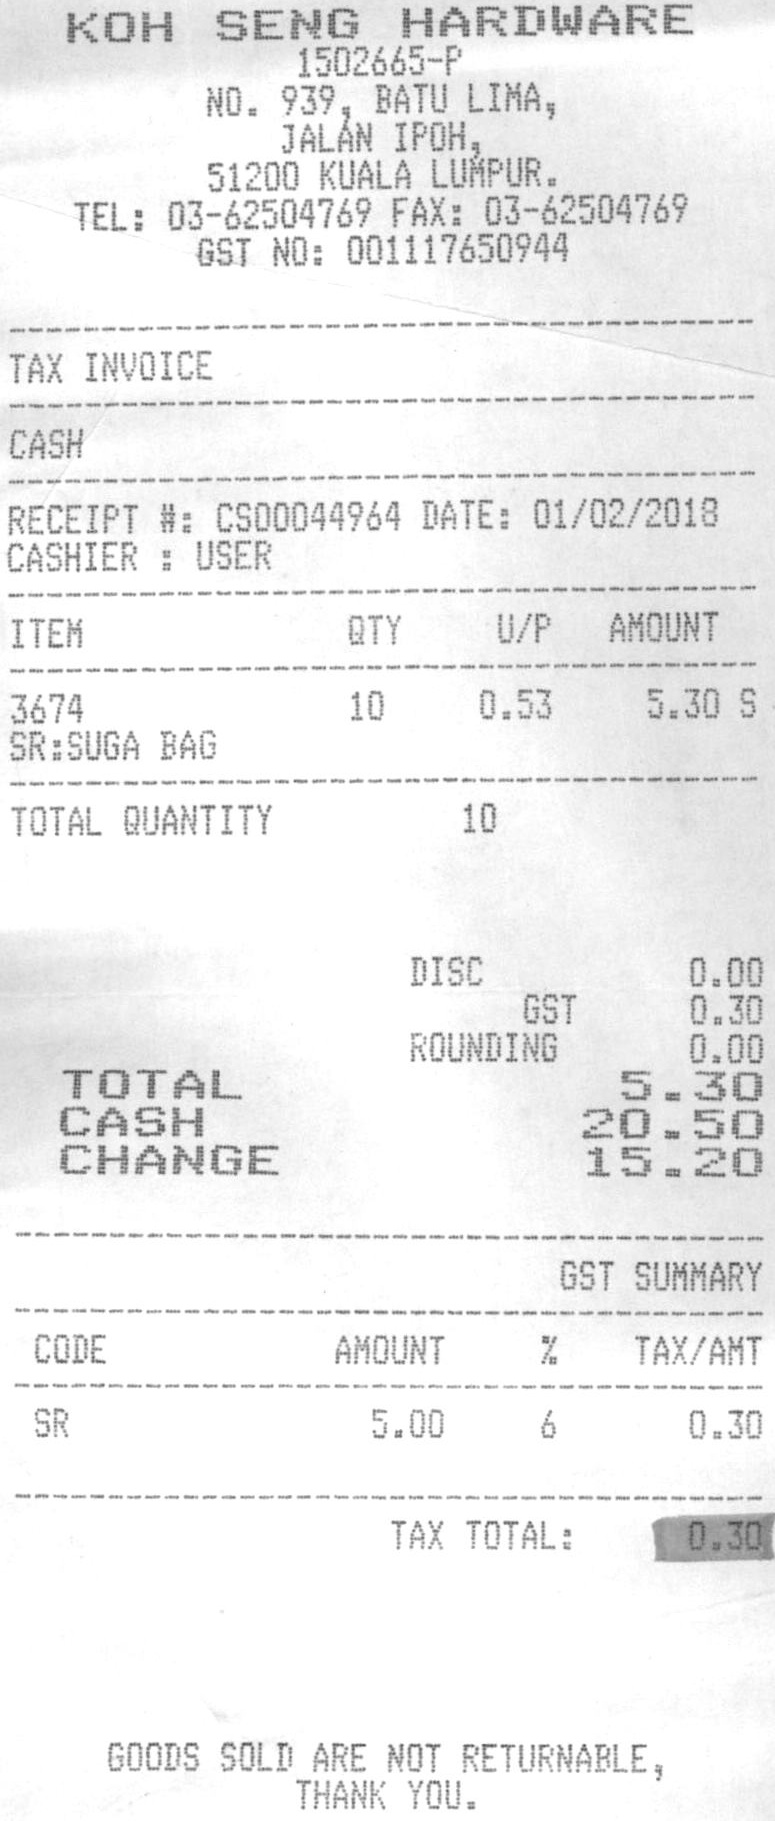 KOH SENG HARDWARE
1502665-P
NO. 939, BATU LIMA,
JALAN IPOH,
51200 KUALA LUMPUR.
TEL: 03-62504769 FAX: 03-62504769
GST NO: 001117650944
TAX INVOICE
CASH
RECEIPT #: CS00044964 DATE: 01/02/2018
CASHIER : USER
ITEM QTY U/P AMOUNT
3674 10 0.53 5.30 S
SR:SUGA BAG
TOTAL QUANTITY 10
DISC 0.00
GST 0.30
ROUNDING 0.00
TOTAL 5.30
CASH 20.50
CHANGE 15.20
GST SUMMARY
CODE AMOUNT % TAX/AMT
SR 5.00 6 0.30
TAX TOTAL: 0.30
GOODS SOLD ARE NOT RETURNABLE,
THANK YOU.